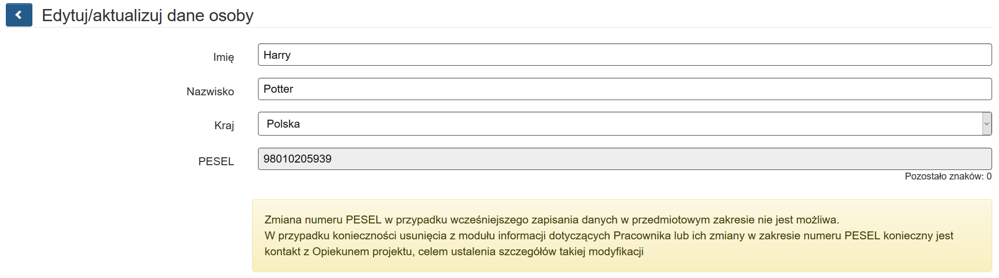 Edytuj/aktualizuj dane osoby
Imię Harry
Nazwisko Potter
Kraj Polska
PESEL 98010205939
Pozostało znaków: 0
Zmiana numeru PESEL w przypadku wcześniejszego zapisania danych w przedmiotowym zakresie nie jest możliwa.
W przypadku konieczności usunięcia z modułu informacji dotyczących Pracownika lub ich zmiany w zakresie numeru PESEL konieczny jest
kontakt z Opiekunem projektu, celem ustalenia szczegółów takiej modyfikacji